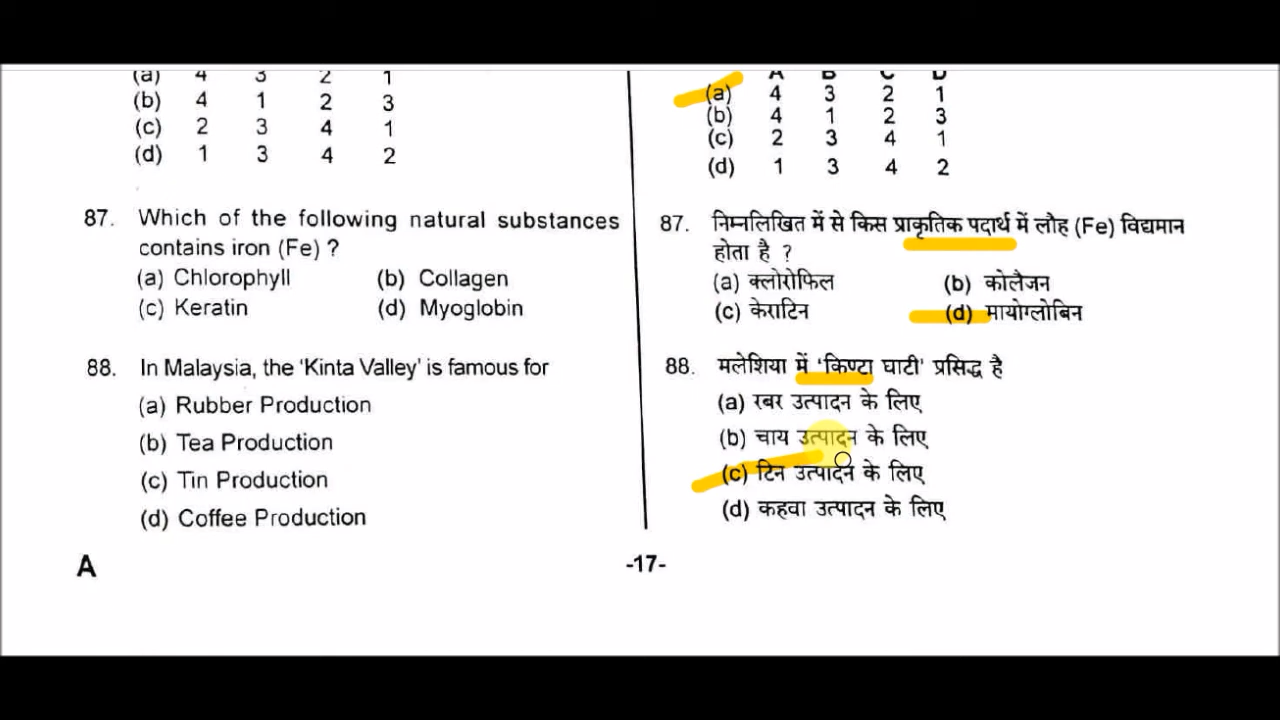 (a) 4 3 2 1
(b) 4 1 2 3
(c) 2 3 4 1
(d) 1 3 4 2
87. Which of the following natural substances
contains iron (Fe) ?
(a) Chlorophyll (b) Collagen
(c) Keratin (d) Myoglobin
88. In Malaysia, the ‘Kinta Valley’ is famous for
(a) Rubber Production
(b) Tea Production
(c) Tin Production
(d) Coffee Production
A B C D
(a) 4 3 2 1
(b) 4 1 2 3
(c) 2 3 4 1
(d) 1 3 4 2
87. निम्नलिखित में से किस प्राकृतिक पदार्थ में लौह (Fe) विद्यमान
होता है ?
(a) क्लोरोफिल (b) कोलैजन
(c) केराटिन (d) मायोग्लोबिन
88. मलेशिया में ‘किण्टा घाटी’ प्रसिद्ध है
(a) रबर उत्पादन के लिए
(b) चाय उत्पादन के लिए
(c) टिन उत्पादन के लिए
(d) कहवा उत्पादन के लिए
A -17-